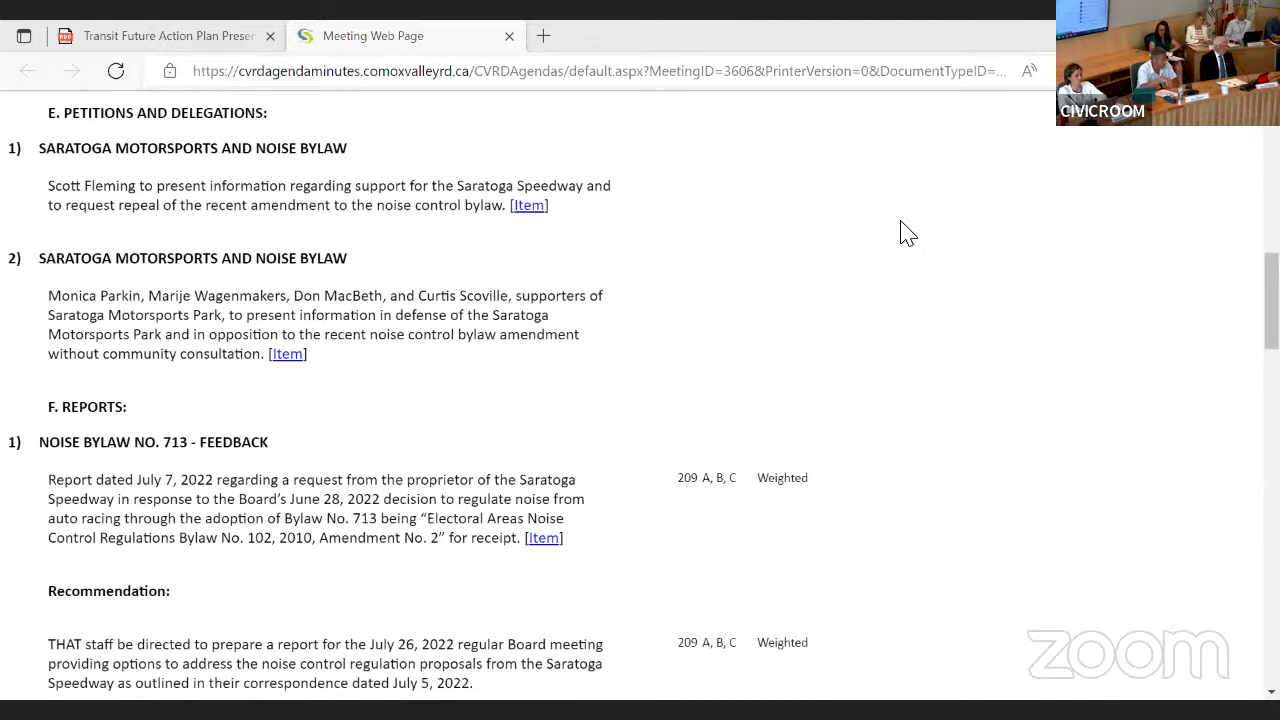 Transit Future Action Plan Preser
Meeting Web Page
https://cvrdagendaminutes.comoxvalleyrd.ca/CVRDAgendas/default.aspx?MeetingID=3606&PrinterVersion=0&DocumentTypeID=...
CIVICROOM
E. PETITIONS AND DELEGATIONS:
1) SARATOGA MOTORSPORTS AND NOISE BYLAW
Scott Fleming to present information regarding support for the Saratoga Speedway and
to request repeal of the recent amendment to the noise control bylaw. [Item]
2) SARATOGA MOTORSPORTS AND NOISE BYLAW
Monica Parkin, Marije Wagenmakers, Don MacBeth, and Curtis Scoville, supporters of
Saratoga Motorsports Park, to present information in defense of the Saratoga
Motorsports Park and in opposition to the recent noise control bylaw amendment
without community consultation. [Item]
F. REPORTS:
1) NOISE BYLAW NO. 713 - FEEDBACK
Report dated July 7, 2022 regarding a request from the proprietor of the Saratoga 209 A, B, C Weighted
Speedway in response to the Board's June 28, 2022 decision to regulate noise from
auto racing through the adoption of Bylaw No. 713 being “Electoral Areas Noise
Control Regulations Bylaw No. 102, 2010, Amendment No. 2” for receipt. [Item]
Recommendation:
THAT staff be directed to prepare a report for the July 26, 2022 regular Board meeting 209 A, B, C Weighted
providing options to address the noise control regulation proposals from the Saratoga
Speedway as outlined in their correspondence dated July 5, 2022.
zoom